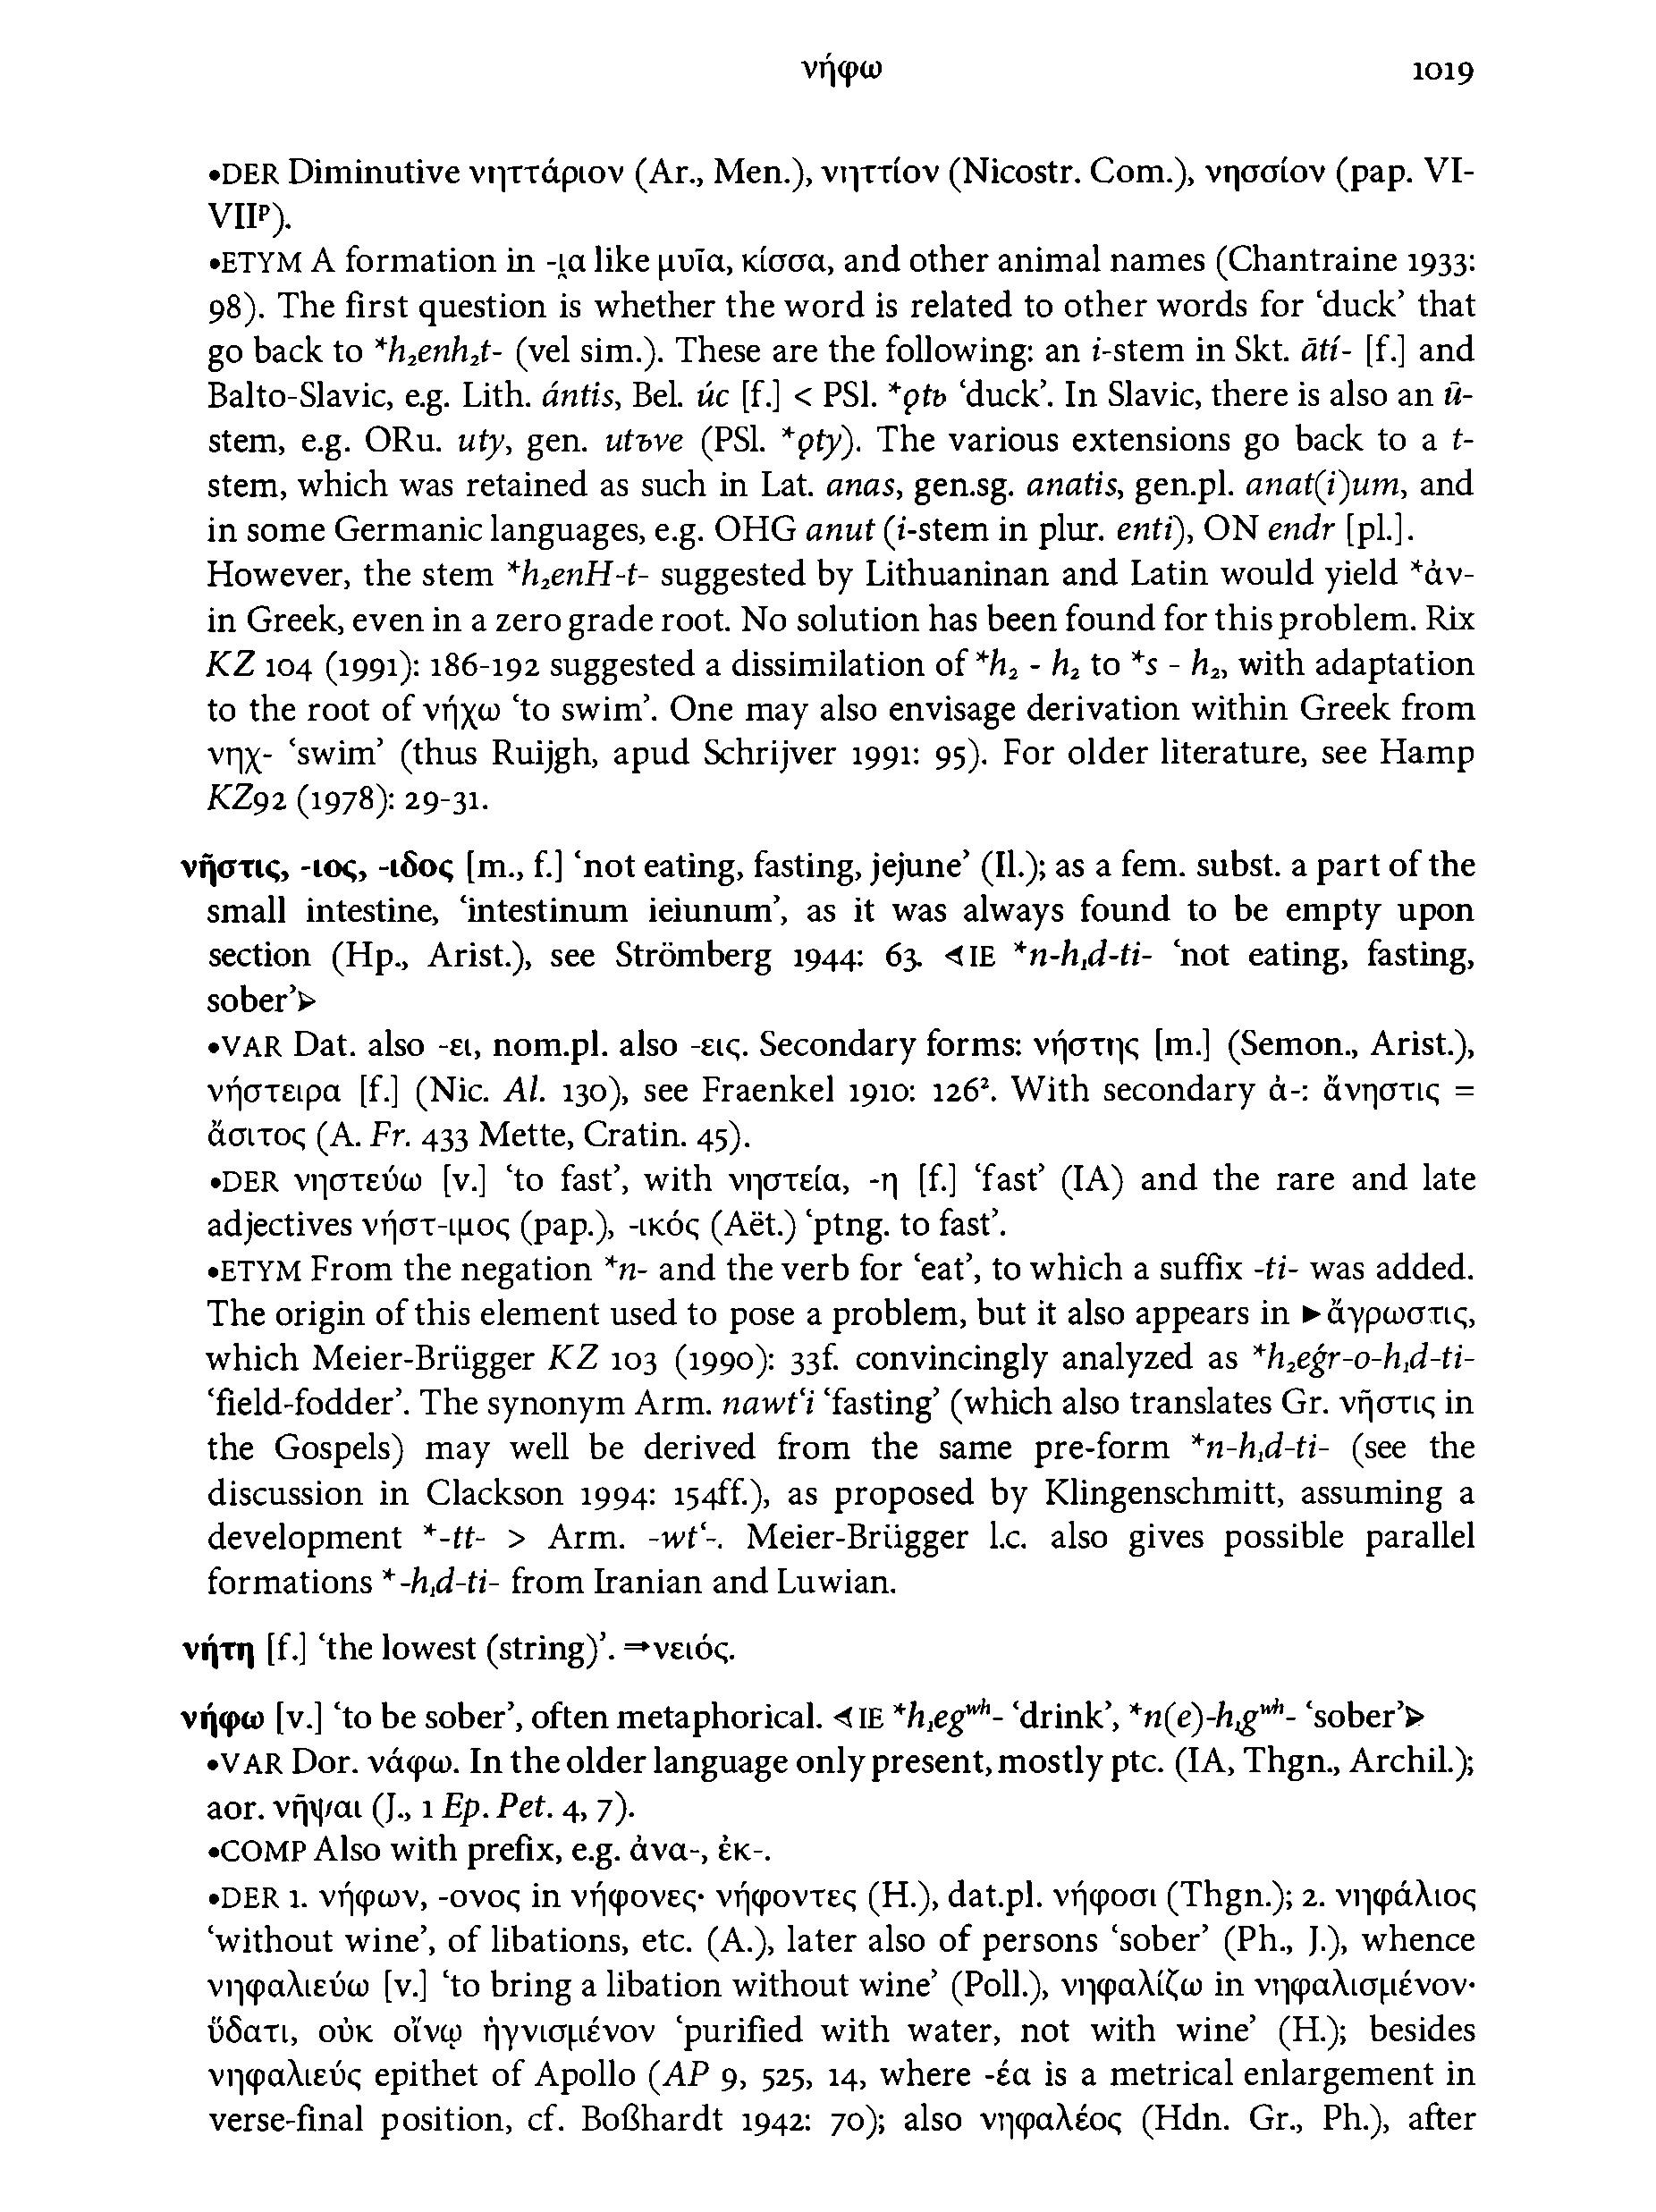 νήφω 1019
•DER Diminutive νηττάριον (Ar., Men.), νηττίον (Nicostr. Com.), νησσίον (pap. VI-
VIIᴾ).
•ETYM A formation in -i̯α like μυῖα, κίσσα, and other animal names (Chantraine 1933:
98). The first question is whether the word is related to other words for ‘duck’ that
go back to *h₂enh₂t- (vel sim.). These are the following: an i-stem in Skt. ātí- [f.] and
Balto-Slavic, e.g. Lith. ántis, Bel. úc [f.] < PSl. *ǫtь ‘duck’. In Slavic, there is also an ū-
stem, e.g. ORu. uty, gen. utъve (PSl. *ǫty). The various extensions go back to a t-
stem, which was retained as such in Lat. anas, gen.sg. anatis, gen.pl. anat(i)um, and
in some Germanic languages, e.g. OHG anut (i-stem in plur. enti), ON endr [pl.].
However, the stem *h₂enH-t- suggested by Lithuaninan and Latin would yield *ἀν-
in Greek, even in a zero grade root. No solution has been found for this problem. Rix
KZ 104 (1991): 186-192 suggested a dissimilation of *h₂ - h₂ to *s - h₂, with adaptation
to the root of νήχω ‘to swim’. One may also envisage derivation within Greek from
νηχ- ‘swim’ (thus Ruijgh, apud Schrijver 1991: 95). For older literature, see Hamp
KZ92 (1978): 29-31.
νῆστις, -ιος, -ιδος [m., f.] ‘not eating, fasting, jejune’ (Il.); as a fem. subst. a part of the
small intestine, ‘intestinum ieiunum’, as it was always found to be empty upon
section (Hp., Arist.), see Strömberg 1944: 63. ⊲IE *n-h₁d-ti- ‘not eating, fasting,
sober’⊳
•VAR Dat. also -ει, nom.pl. also -εις. Secondary forms: νήστης [m.] (Semon., Arist.),
νήστειρα [f.] (Nic. Al. 130), see Fraenkel 1910: 126². With secondary ἀ-: ἄνηστις =
ἄσιτος (A. Fr. 433 Mette, Cratin. 45).
•DER νηστεύω [v.] ‘to fast’, with νηστεία, -η [f.] ‘fast’ (IA) and the rare and late
adjectives νήστ-ιμος (pap.), -ικός (Aët.) ‘ptng. to fast’.
•ETYM From the negation *n- and the verb for ‘eat’, to which a suffix -ti- was added.
The origin of this element used to pose a problem, but it also appears in ►ἄγρωστις,
which Meier-Brügger KZ 103 (1990): 33f. convincingly analyzed as *h₂eǵr-o-h₁d-ti-
‘field-fodder’. The synonym Arm. nawtʿi ‘fasting’ (which also translates Gr. νῆστις in
the Gospels) may well be derived from the same pre-form *n-h₁d-ti- (see the
discussion in Clackson 1994: 154ff.), as proposed by Klingenschmitt, assuming a
development *-tt- > Arm. -wtʿ-. Meier-Brügger l.c. also gives possible parallel
formations *-h₁d-ti- from Iranian and Luwian.
νήτη [f.] ‘the lowest (string)’. ⇒νειός.
νήφω [v.] ‘to be sober’, often metaphorical. ⊲IE *h₁egʷʰ- ‘drink’, *n(e)-h₁gʷʰ- ‘sober’⊳
•VAR Dor. νάφω. In the older language only present, mostly ptc. (IA, Thgn., Archil.);
aor. νῆψαι (J., 1 Ep. Pet. 4, 7).
•COMP Also with prefix, e.g. ἀνα-, ἐκ-.
•DER 1. νήφων, -ονος in νήφονες· νήφοντες (H.), dat.pl. νήφοσι (Thgn.); 2. νηφάλιος
‘without wine’, of libations, etc. (A.), later also of persons ‘sober’ (Ph., J.), whence
νηφαλιεύω [v.] ‘to bring a libation without wine’ (Poll.), νηφαλίζω in νηφαλισμένον·
ὕδατι, οὐκ οἴνῳ ἡγνισμένον ‘purified with water, not with wine’ (H.); besides
νηφαλιεύς epithet of Apollo (AP 9, 525, 14, where -έα is a metrical enlargement in
verse-final position, cf. Boßhardt 1942: 70); also νηφαλέος (Hdn. Gr., Ph.), after